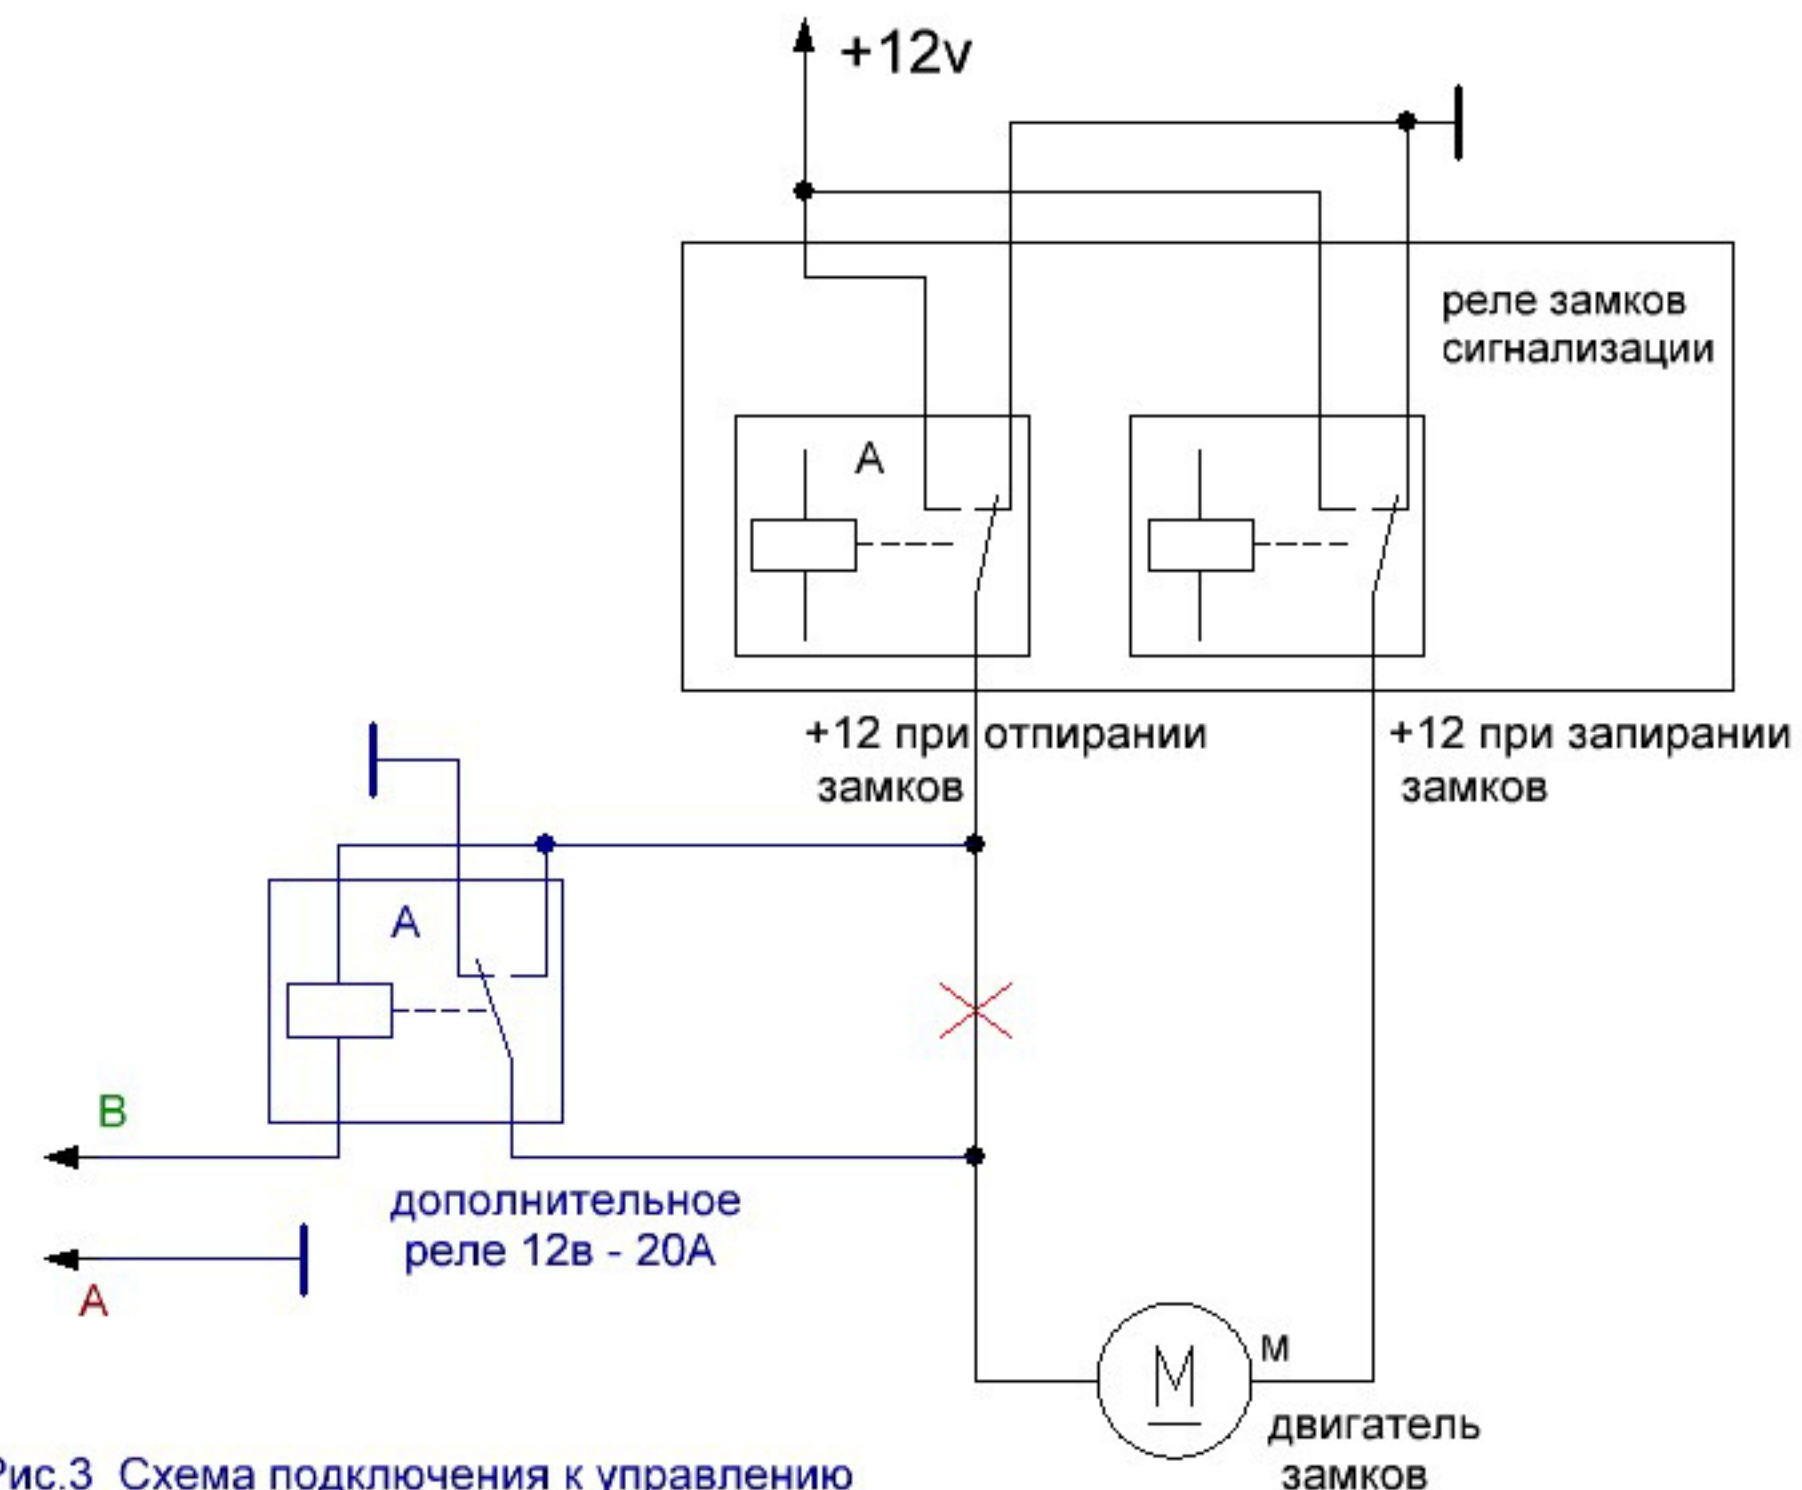 +12v
реле замков
сигнализации
А
+12 при отпирании
замков
+12 при запирании
замков
А
В
дополнительное
реле 12в - 20А
А
М
м
двигатель
замков
Рис.3 Схема подключения к управлению